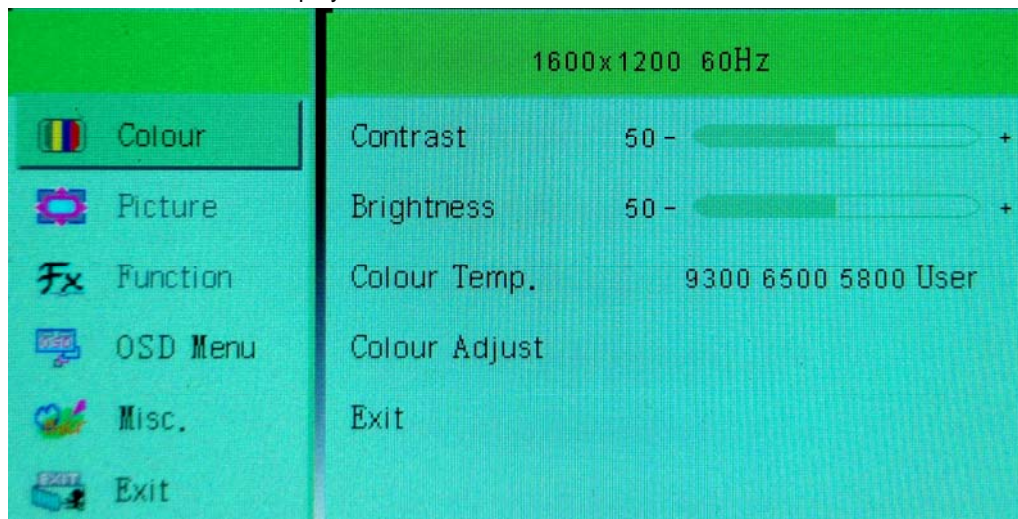 1600x1200 60Hz
Colour
Picture
Function
OSD Menu
Misc.
Exit
Contrast 50 - +
Brightness 50 - +
Colour Temp. 9300 6500 5800 User
Colour Adjust
Exit